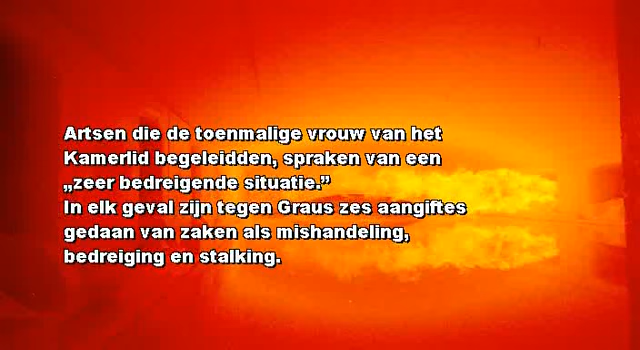 Artsen die de toenmalige vrouw van het
Kamerlid begeleidden, spraken van een
„zeer bedreigende situatie.”
In elk geval zijn tegen Graus zes aangiftes
gedaan van zaken als mishandeling,
bedreiging en stalking.